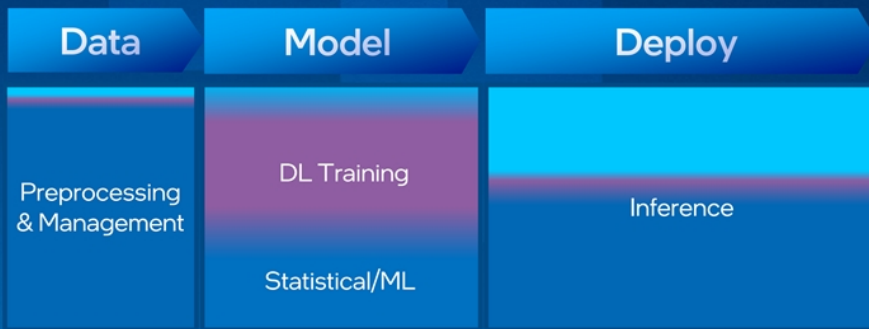 Data
Model
Deploy
Preprocessing
& Management
DL Training
Statistical/ML
Inference